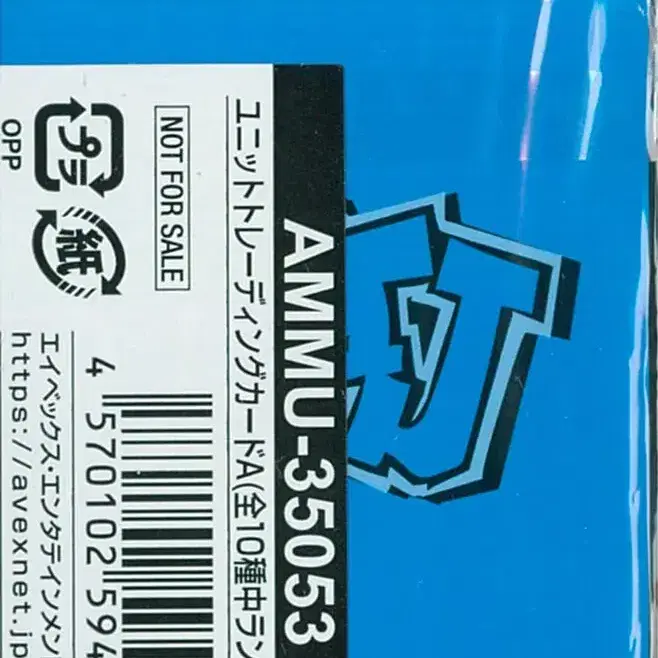 AMMU-35053
ユニットトレーディングカードA(全10種中ラン
NOT FOR SALE
プラ
紙
OPP
4 570102 594
エイベックス・エンタテインメン
https://avexnet.jp